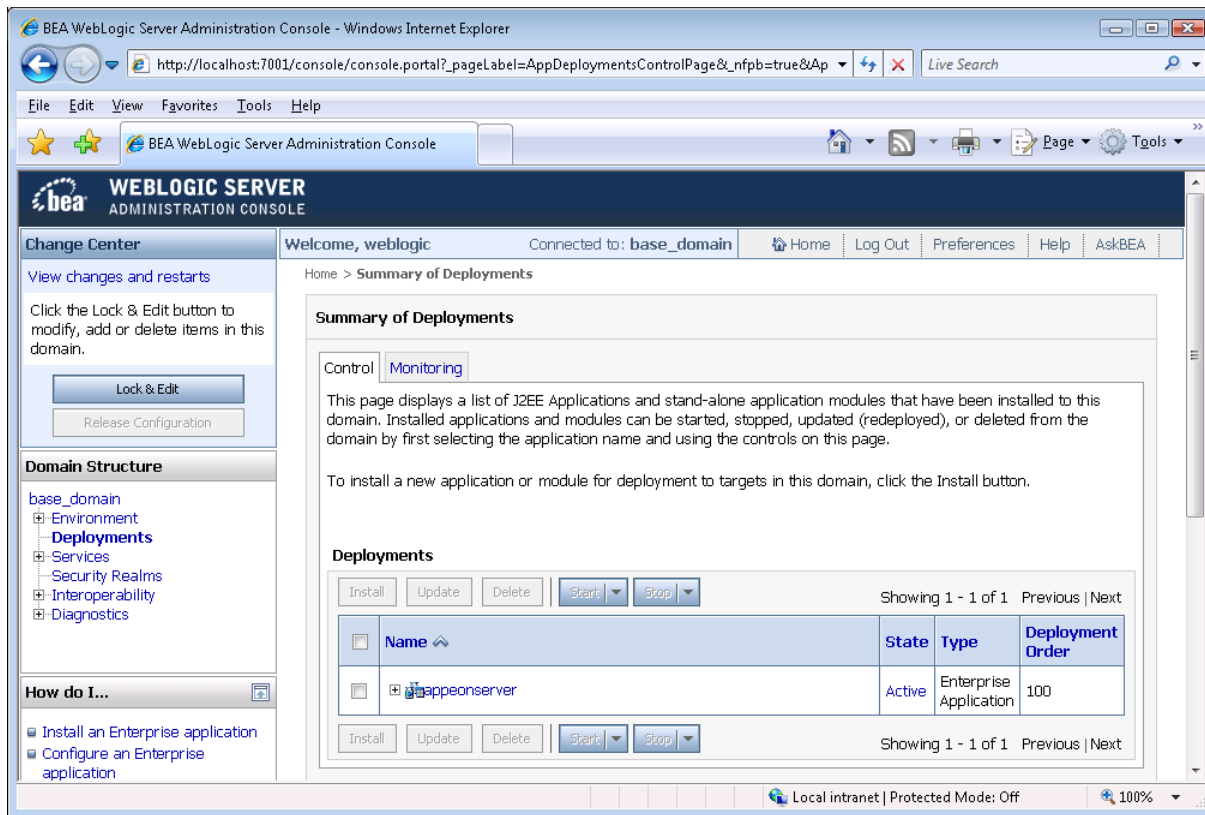 BEA WebLogic Server Administration Console - Windows Internet Explorer
http://localhost:7001/console/console.portal?_pageLabel=AppDeploymentsControlPage&_nfpb=true&Ap
Live Search
File Edit View Favorites Tools Help
BEA WebLogic Server Administration Console
Page Tools
bea WEBLOGIC SERVER
ADMINISTRATION CONSOLE
Change Center
View changes and restarts
Click the Lock & Edit button to
modify, add or delete items in this
domain.
Lock & Edit
Release Configuration
Domain Structure
base_domain
Environment
Deployments
Services
Security Realms
Interoperability
Diagnostics
How do I...
Install an Enterprise application
Configure an Enterprise
application
Welcome, weblogic Connected to: base_domain Home Log Out Preferences Help AskBEA
Home > Summary of Deployments
Summary of Deployments
Control Monitoring
This page displays a list of J2EE Applications and stand-alone application modules that have been installed to this
domain. Installed applications and modules can be started, stopped, updated (redeployed), or deleted from the
domain by first selecting the application name and using the controls on this page.
To install a new application or module for deployment to targets in this domain, click the Install button.
Deployments
Install Update Delete Start Stop Showing 1 - 1 of 1 Previous | Next
Name State Type Deployment
Order
appeonserver Active Enterprise
Application 100
Install Update Delete Start Stop Showing 1 - 1 of 1 Previous | Next
Local intranet | Protected Mode: Off 100%